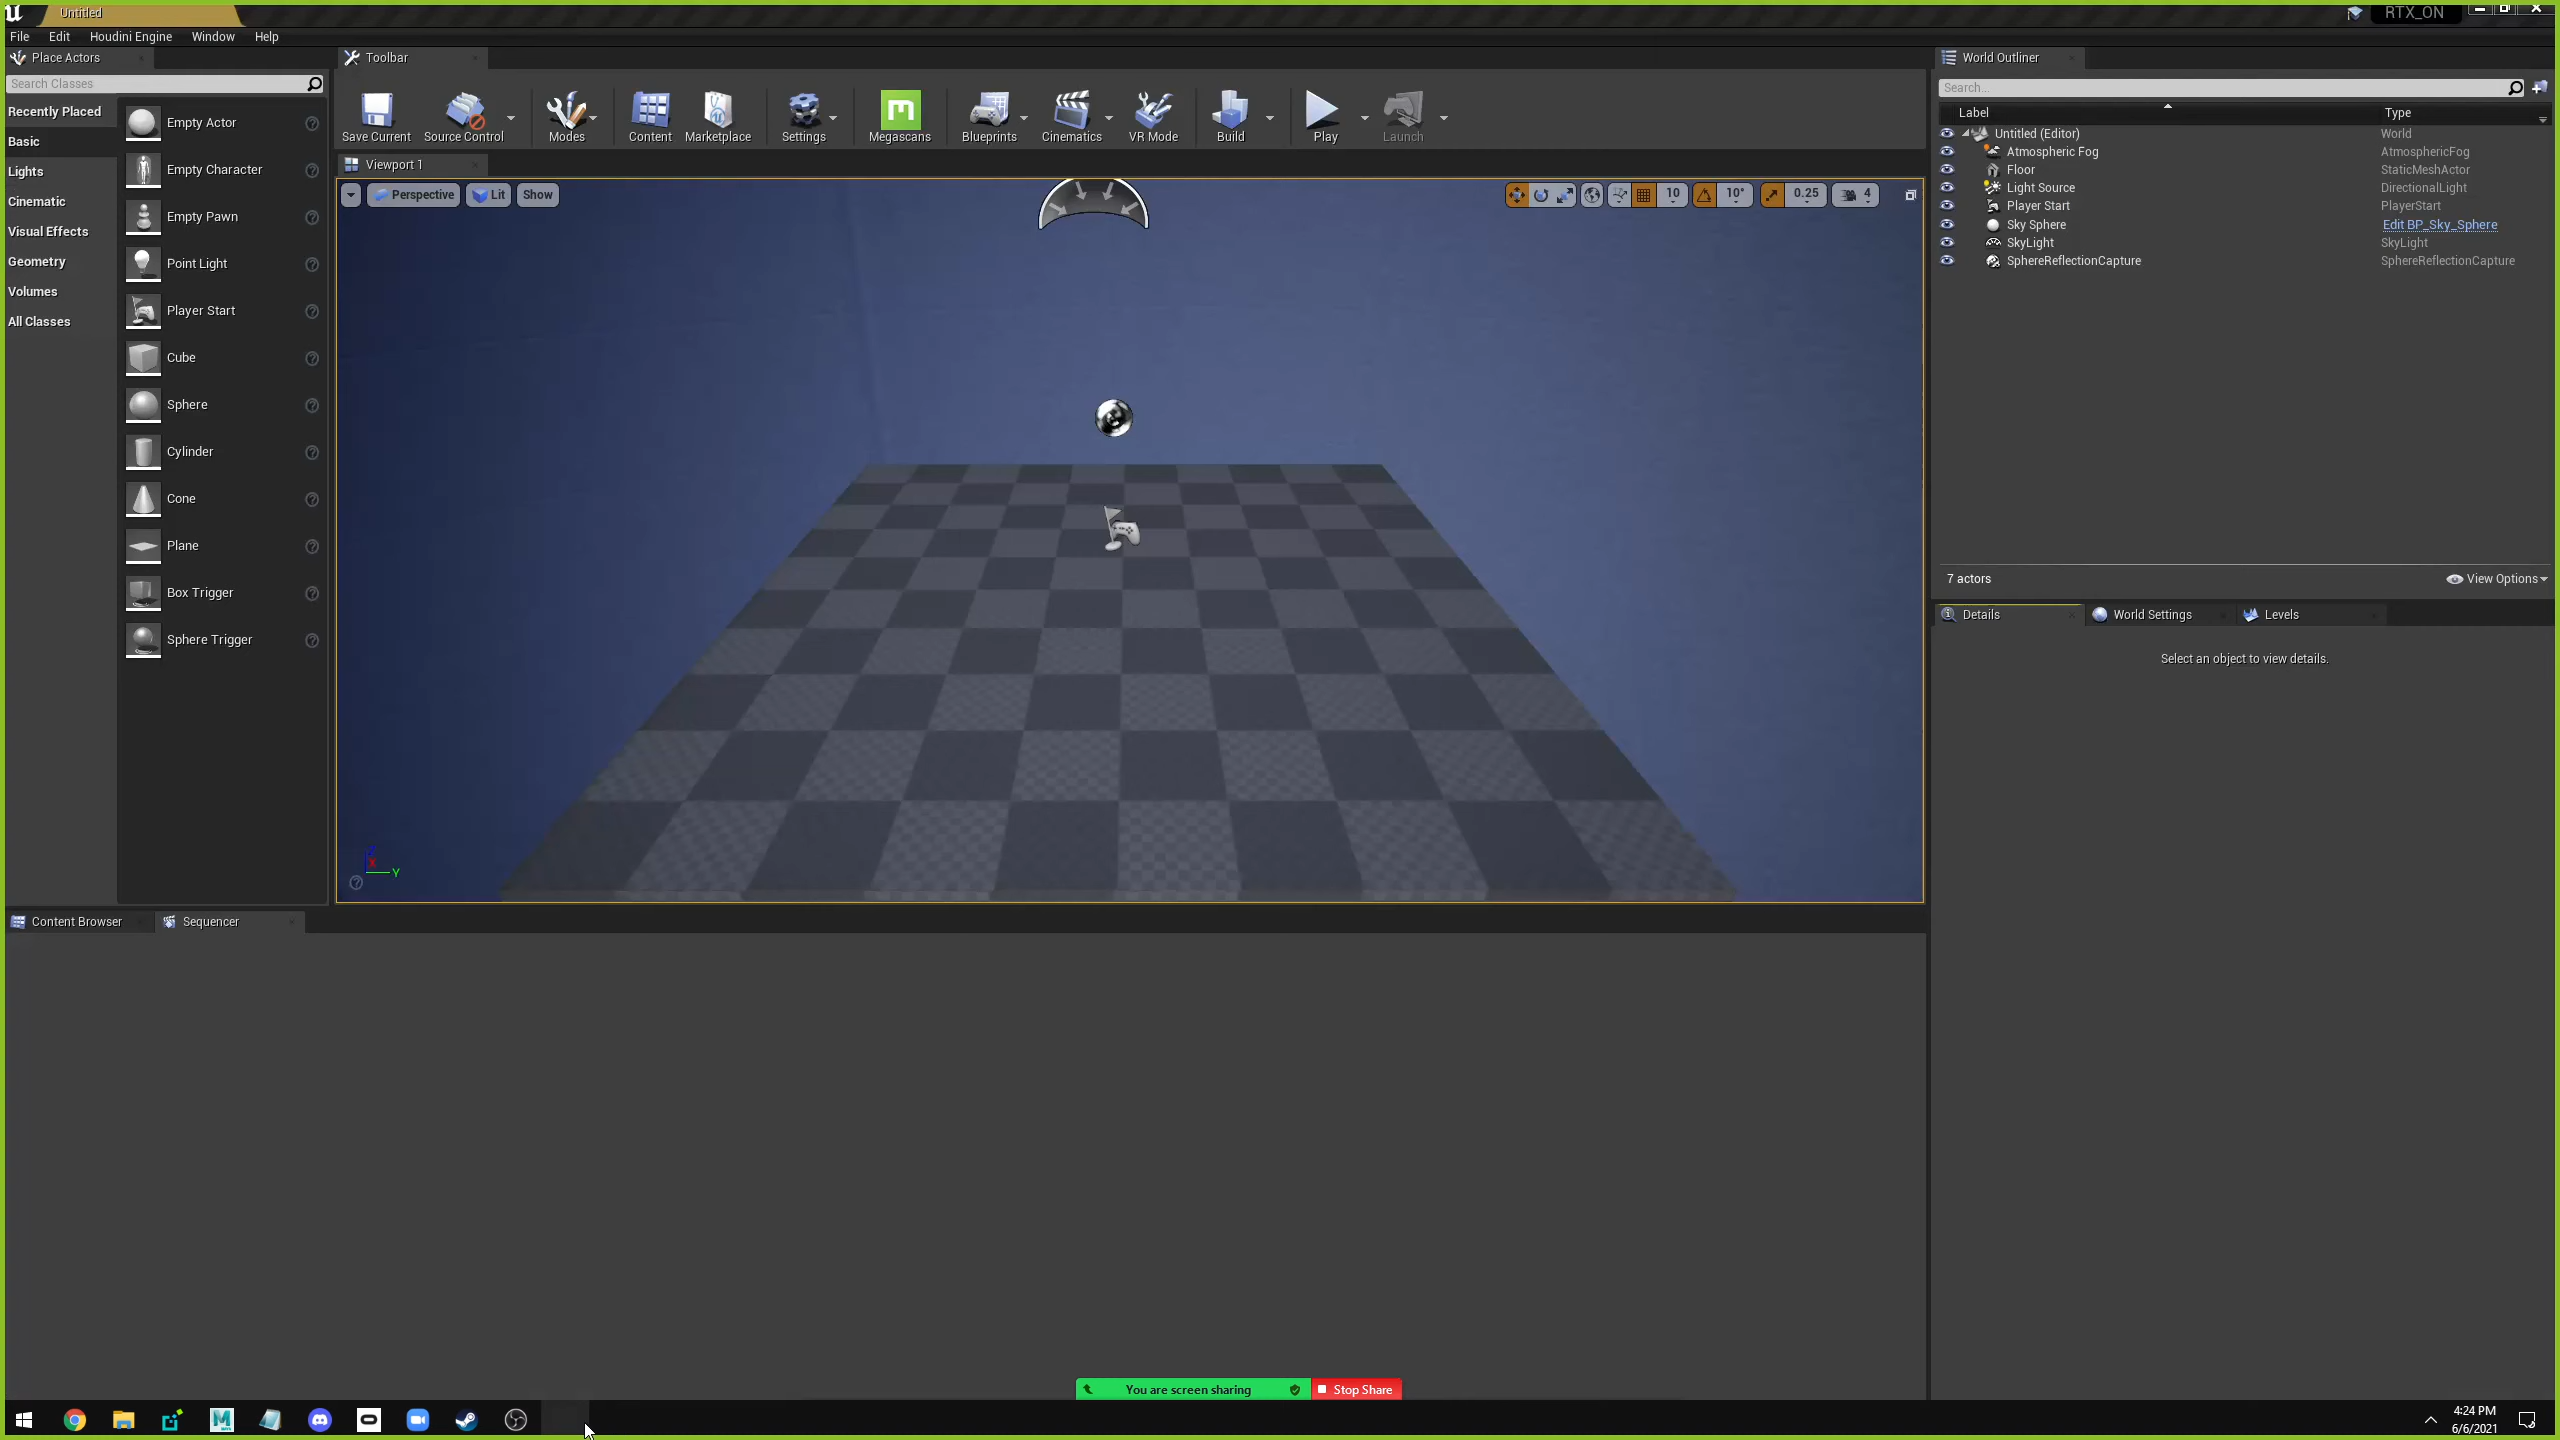 Untitled
RTX_ON
File Edit Houdini Engine Window Help
Place Actors
Search Classes
Recently Placed
Basic
Lights
Cinematic
Visual Effects
Geometry
Volumes
All Classes
Empty Actor
Empty Character
Empty Pawn
Point Light
Player Start
Cube
Sphere
Cylinder
Cone
Plane
Box Trigger
Sphere Trigger
Toolbar
Save Current Source Control Modes Content Marketplace Settings Megascans Blueprints Cinematics VR Mode Build Play Launch
Viewport 1
Perspective Lit Show
10 10° 0.25 4
Y
World Outliner
Search...
Label Type
Untitled (Editor) World
Atmospheric Fog AtmosphericFog
Floor StaticMeshActor
Light Source DirectionalLight
Player Start PlayerStart
Sky Sphere Edit BP_Sky_Sphere
SkyLight SkyLight
SphereReflectionCapture SphereReflectionCapture
7 actors View Options
Details World Settings Levels
Select an object to view details.
Content Browser Sequencer
You are screen sharing Stop Share
4:24 PM
6/6/2021